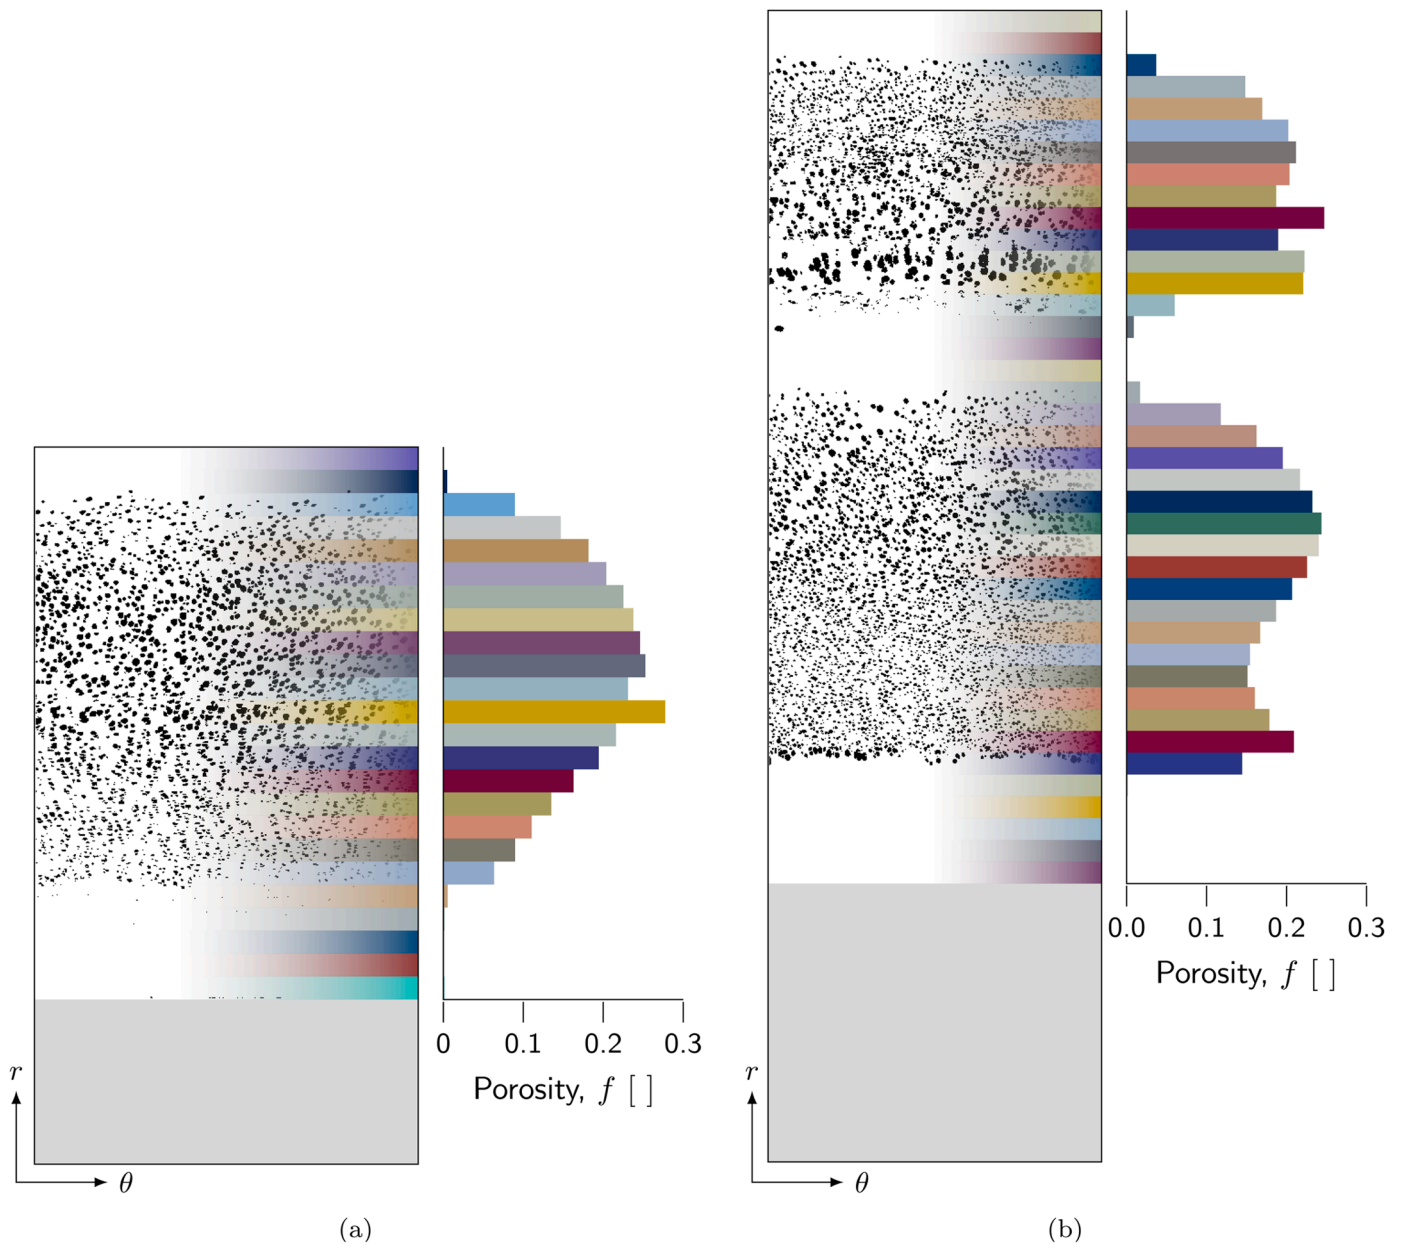 0.0 0.1 0.2 0.3
Porosity, f [ ]
0 0.1 0.2 0.3
Porosity, f [ ]
r
θ
r
θ
(a)
(b)